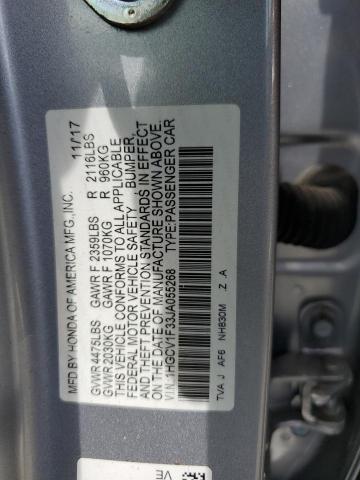 MFD BY HONDA OF AMERICA MFG.,INC. 11/17
GVWR 4475LBS GAWR F 2359LBS R 2116LBS
GVWR 2030KG GAWR F 1070KG R 960KG
THIS VEHICLE CONFORMS TO ALL APPLICABLE
FEDERAL MOTOR VEHICLE SAFETY, BUMPER,
AND THEFT PREVENTION STANDARDS IN EFFECT
ON THE DATE OF MANUFACTURE SHOWN ABOVE.
V.I.N.:1HGCV1F33JA055268 TYPE:PASSENGER CAR
TVA J AF6 NH830M Z A
VE